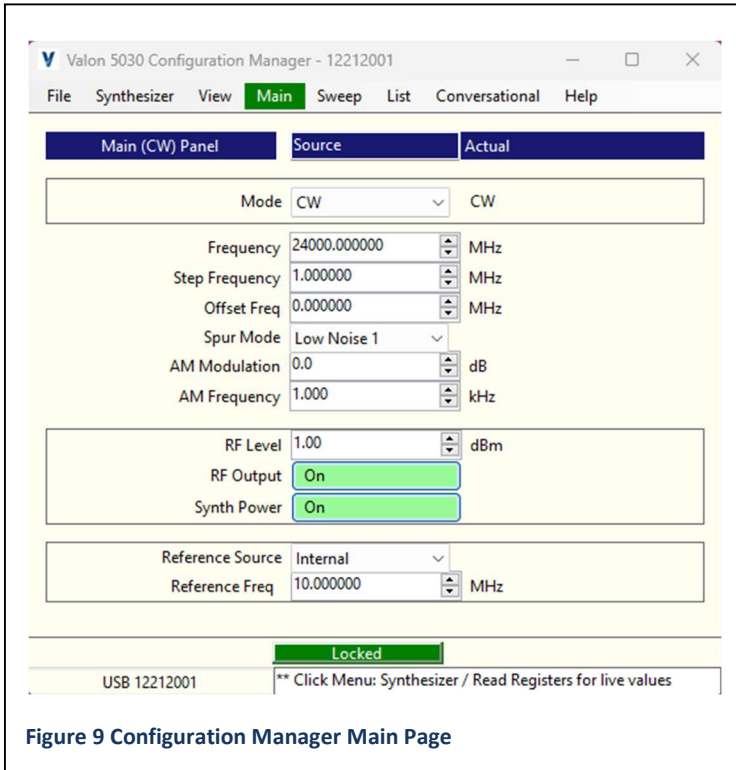 Valon 5030 Configuration Manager - 12212001
File Synthesizer View Main Sweep List Conversational Help
Main (CW) Panel Source Actual
Mode CW CW
Frequency 24000.000000 MHz
Step Frequency 1.000000 MHz
Offset Freq 0.000000 MHz
Spur Mode Low Noise 1
AM Modulation 0.0 dB
AM Frequency 1.000 kHz
RF Level 1.00 dBm
RF Output On
Synth Power On
Reference Source Internal
Reference Freq 10.000000 MHz
Locked
USB 12212001 ** Click Menu: Synthesizer / Read Registers for live values
Figure 9 Configuration Manager Main Page